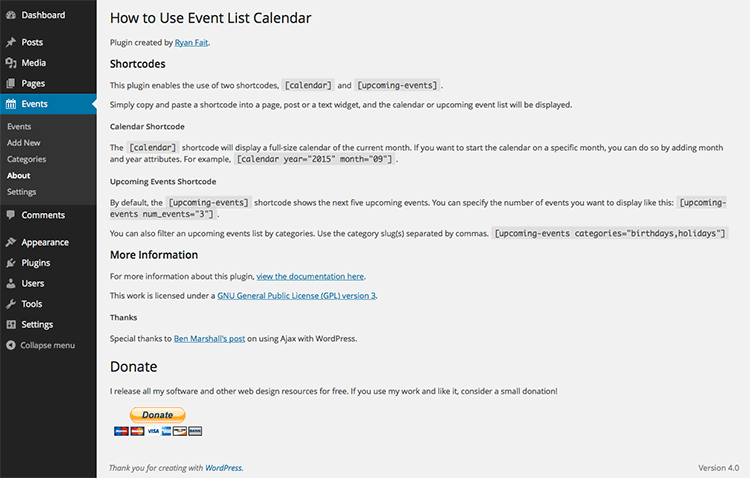 Dashboard
Posts
Media
Pages
Events
Events
Add New
Categories
About
Settings
Comments
Appearance
Plugins
Users
Tools
Settings
Collapse menu
How to Use Event List Calendar
Plugin created by Ryan Fait.
Shortcodes
This plugin enables the use of two shortcodes, [calendar] and [upcoming-events].
Simply copy and paste a shortcode into a page, post or a text widget, and the calendar or upcoming event list will be displayed.
Calendar Shortcode
The [calendar] shortcode will display a full-size calendar of the current month. If you want to start the calendar on a specific month, you can do so by adding month
and year attributes. For example, [calendar year="2015" month="09"].
Upcoming Events Shortcode
By default, the [upcoming-events] shortcode shows the next five upcoming events. You can specify the number of events you want to display like this: [upcoming-
events num_events="3"].
You can also filter an upcoming events list by categories. Use the category slug(s) separated by commas. [upcoming-events categories="birthdays,holidays"]
More Information
For more information about this plugin, view the documentation here.
This work is licensed under a GNU General Public License (GPL) version 3.
Thanks
Special thanks to Ben Marshall's post on using Ajax with WordPress.
Donate
I release all my software and other web design resources for free. If you use my work and like it, consider a small donation!
Donate
VISA
Thank you for creating with WordPress.
Version 4.0